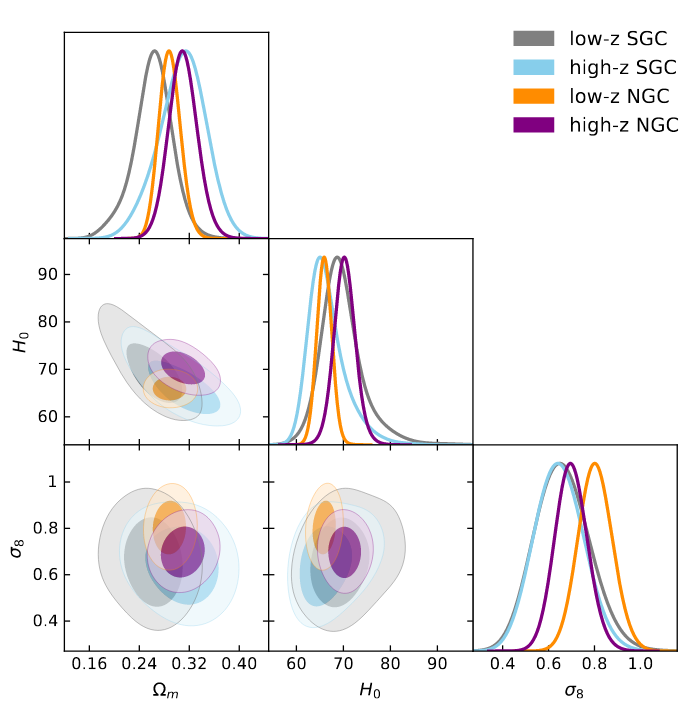 low-z SGC
high-z SGC
low-z NGC
high-z NGC
90
80
70
60
H₀
1
0.8
0.6
0.4
σ₈
0.16 0.24 0.32 0.40
60 70 80 90
0.4 0.6 0.8 1.0
Ωₘ H₀ σ₈